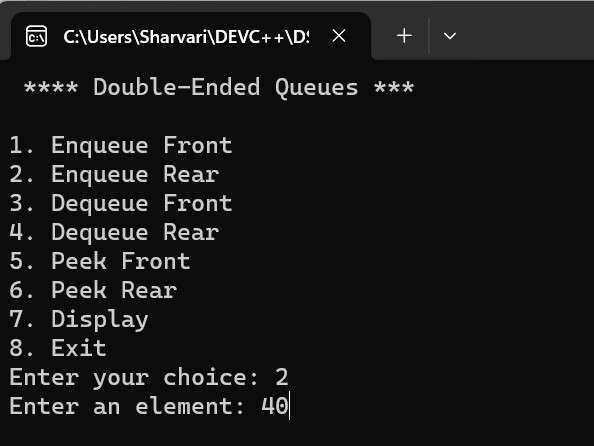 C:\Users\Sharvari\DEVC++\DS
**** Double-Ended Queues ***
1. Enqueue Front
2. Enqueue Rear
3. Dequeue Front
4. Dequeue Rear
5. Peek Front
6. Peek Rear
7. Display
8. Exit
Enter your choice: 2
Enter an element: 40